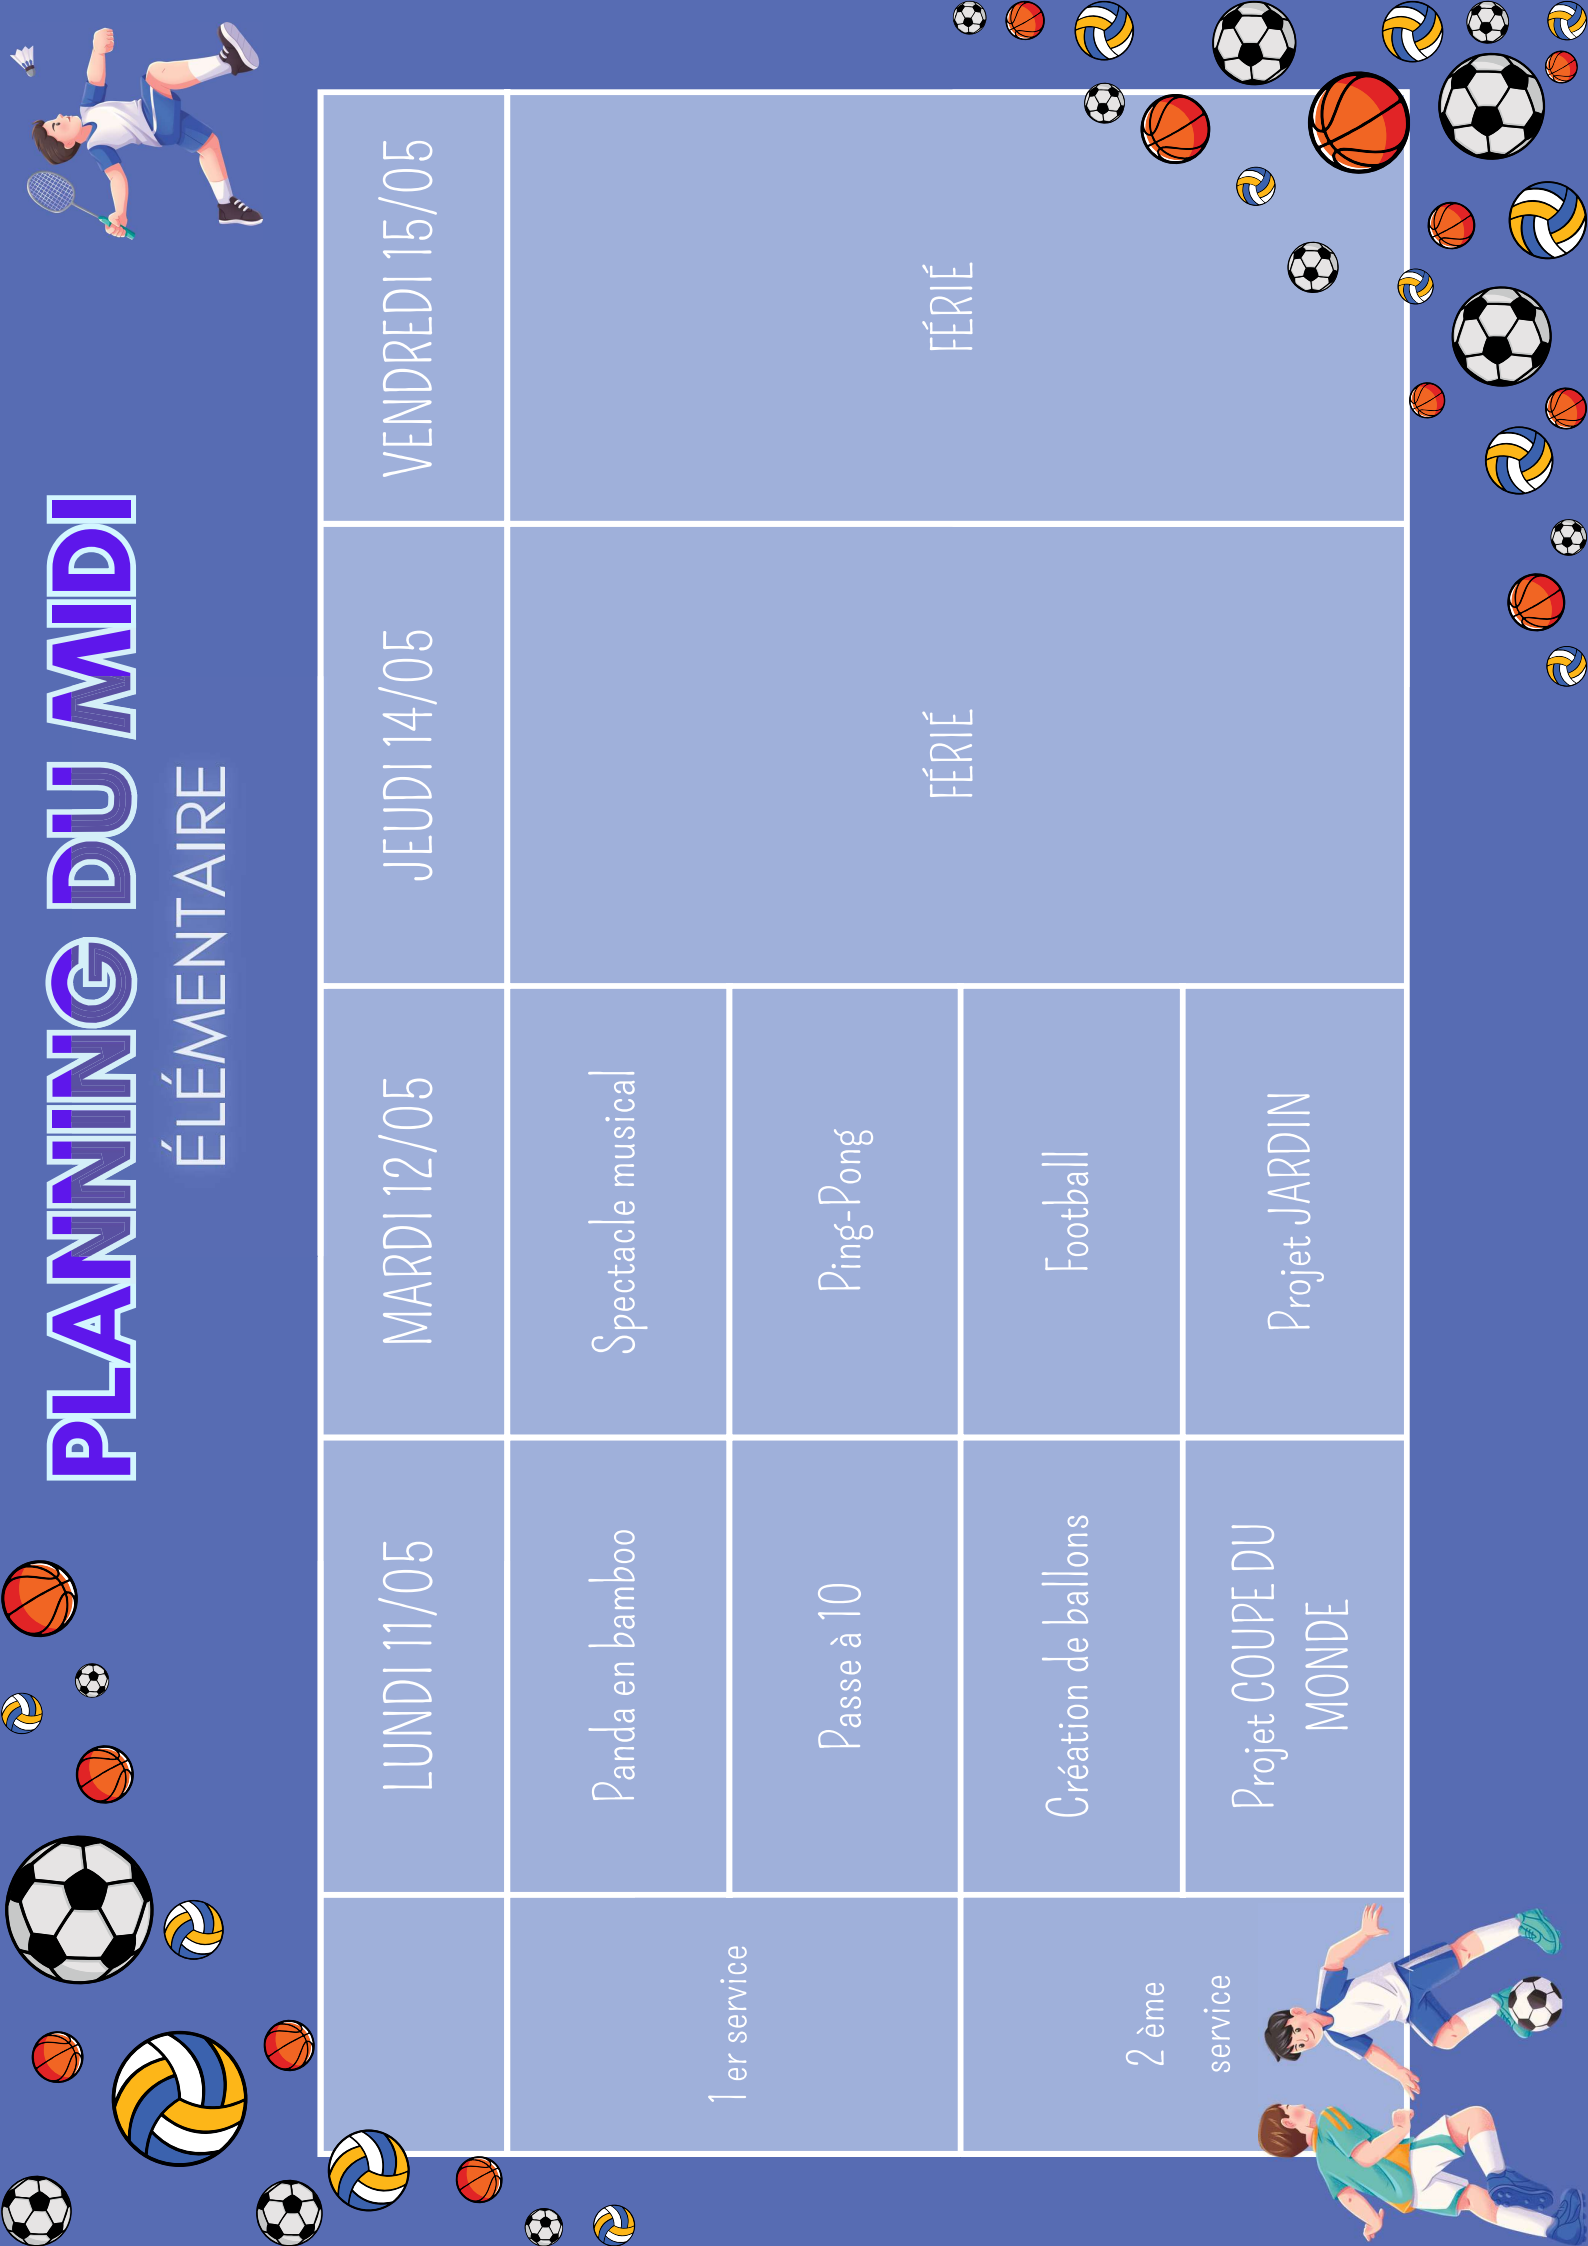 PLANNING DU MIDI
ÉLÉMENTAIRE
LUNDI 11/05
MARDI 12/05
JEUDI 14/05
VENDREDI 15/05
1 er service
Panda en bamboo
Spectacle musical
FÉRIÉ
FÉRIÉ
Passe à 10
Ping-Pong
2 ème
service
Création de ballons
Football
Projet COUPE DU
MONDE
Projet JARDIN